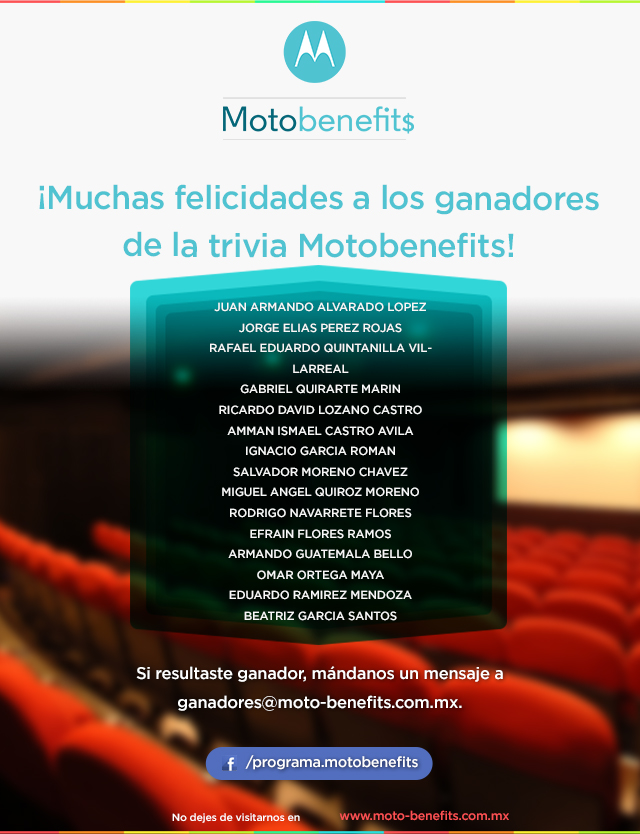 Motobenefit$
¡Muchas felicidades a los ganadores
de la trivia Motobenefits!
JUAN ARMANDO ALVARADO LOPEZ
JORGE ELIAS PEREZ ROJAS
RAFAEL EDUARDO QUINTANILLA VIL-
LARREAL
GABRIEL QUIRARTE MARIN
RICARDO DAVID LOZANO CASTRO
AMMAN ISMAEL CASTRO AVILA
IGNACIO GARCIA ROMAN
SALVADOR MORENO CHAVEZ
MIGUEL ANGEL QUIROZ MORENO
RODRIGO NAVARRETE FLORES
EFRAIN FLORES RAMOS
ARMANDO GUATEMALA BELLO
OMAR ORTEGA MAYA
EDUARDO RAMIREZ MENDOZA
BEATRIZ GARCIA SANTOS
Si resultaste ganador, mándanos un mensaje a
ganadores@moto-benefits.com.mx.
f /programa.motobenefits
No dejes de visitarnos en www.moto-benefits.com.mx